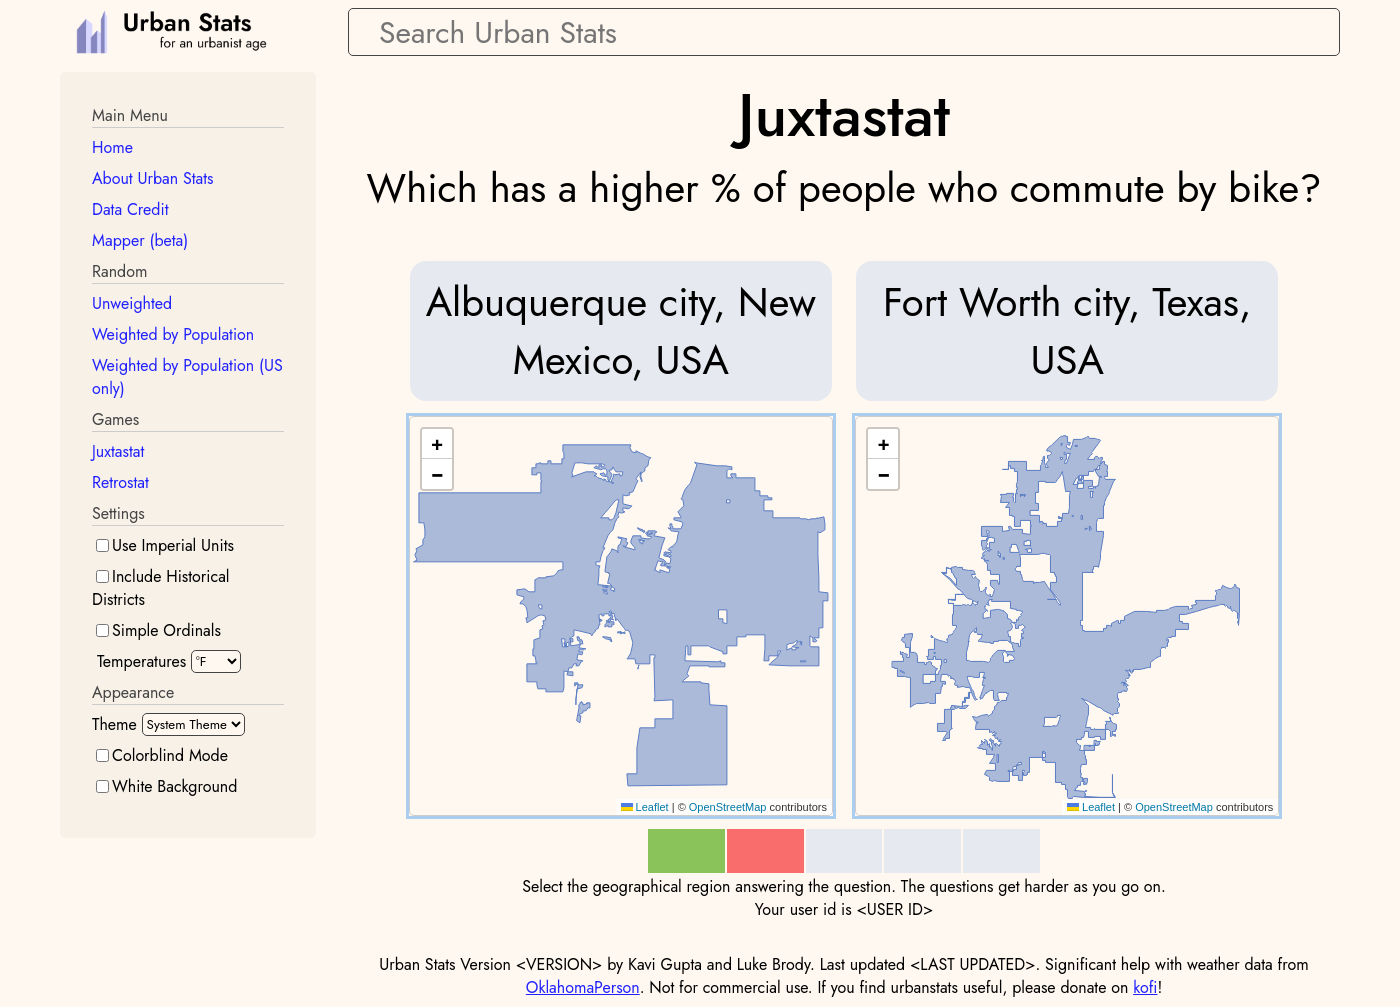 Urban Stats
for an urbanist age
Search Urban Stats
Main Menu
Home
About Urban Stats
Data Credit
Mapper (beta)
Random
Unweighted
Weighted by Population
Weighted by Population (US
only)
Games
Juxtastat
Retrostat
Settings
Use Imperial Units
Include Historical
Districts
Simple Ordinals
Temperatures °F
Appearance
Theme System Theme
Colorblind Mode
White Background
Juxtastat
Which has a higher % of people who commute by bike?
Albuquerque city, New
Mexico, USA
Fort Worth city, Texas,
USA
+
−
Leaflet | © OpenStreetMap contributors
+
−
Leaflet | © OpenStreetMap contributors
Select the geographical region answering the question. The questions get harder as you go on.
Your user id is <USER ID>
Urban Stats Version <VERSION> by Kavi Gupta and Luke Brody. Last updated <LAST UPDATED>. Significant help with weather data from
OklahomaPerson. Not for commercial use. If you find urbanstats useful, please donate on kofi!